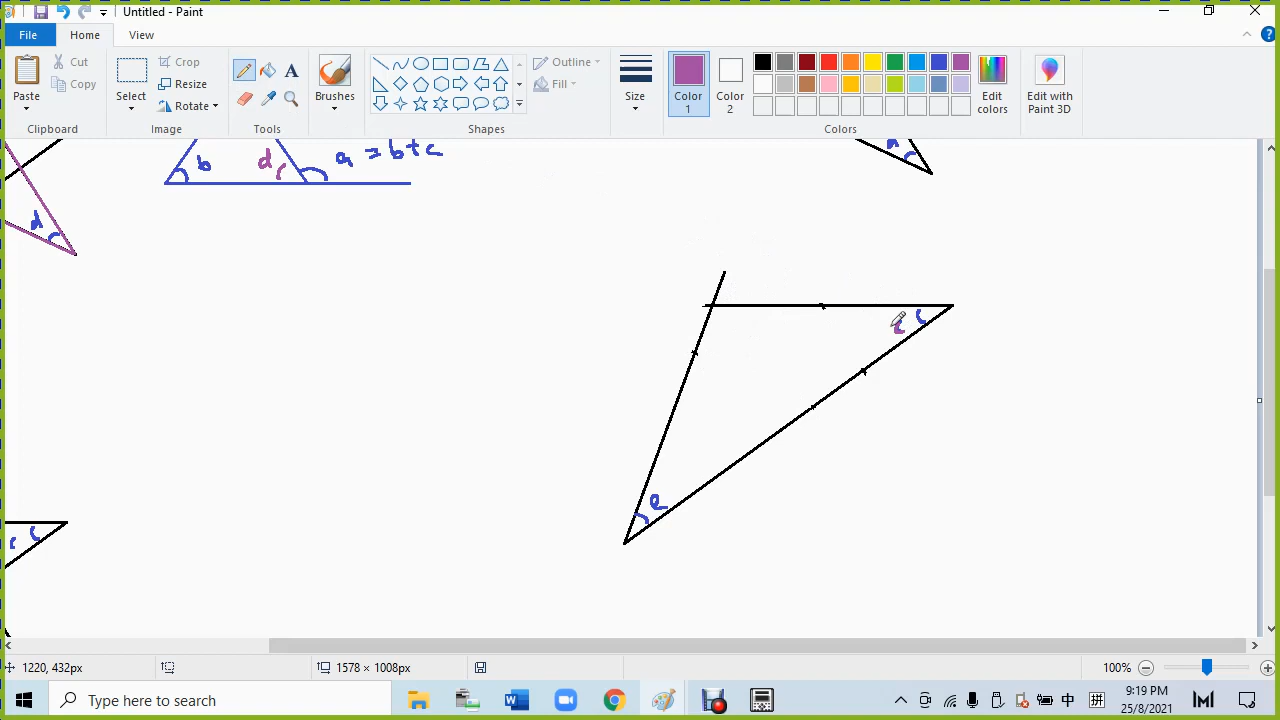 Untitled - Paint
File Home View
Paste
Cut
Copy
Clipboard
Select
Crop
Resize
Rotate
Image
A
Tools
Brushes
Outline
Fill
Shapes
Size
Color 1
Color 2
Edit colors
Edit with Paint 3D
Colors
b d a = b + c
d
e
1220, 432px
1578 × 1008px
100%
Type here to search
中
拼
9:19 PM
25/8/2021